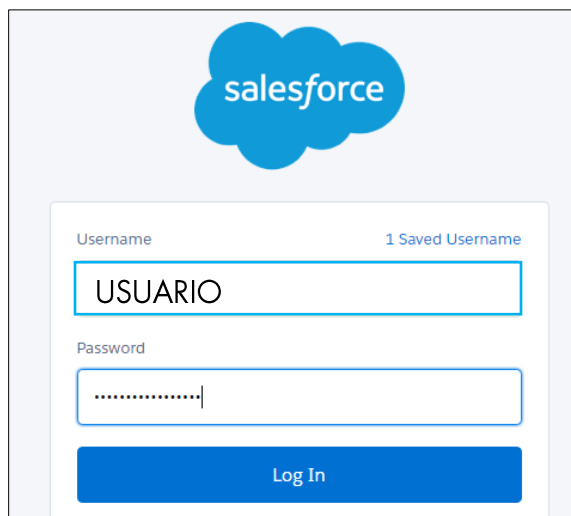 salesforce
Username 1 Saved Username
USUARIO
Password
•••••••••••••••••
Log In